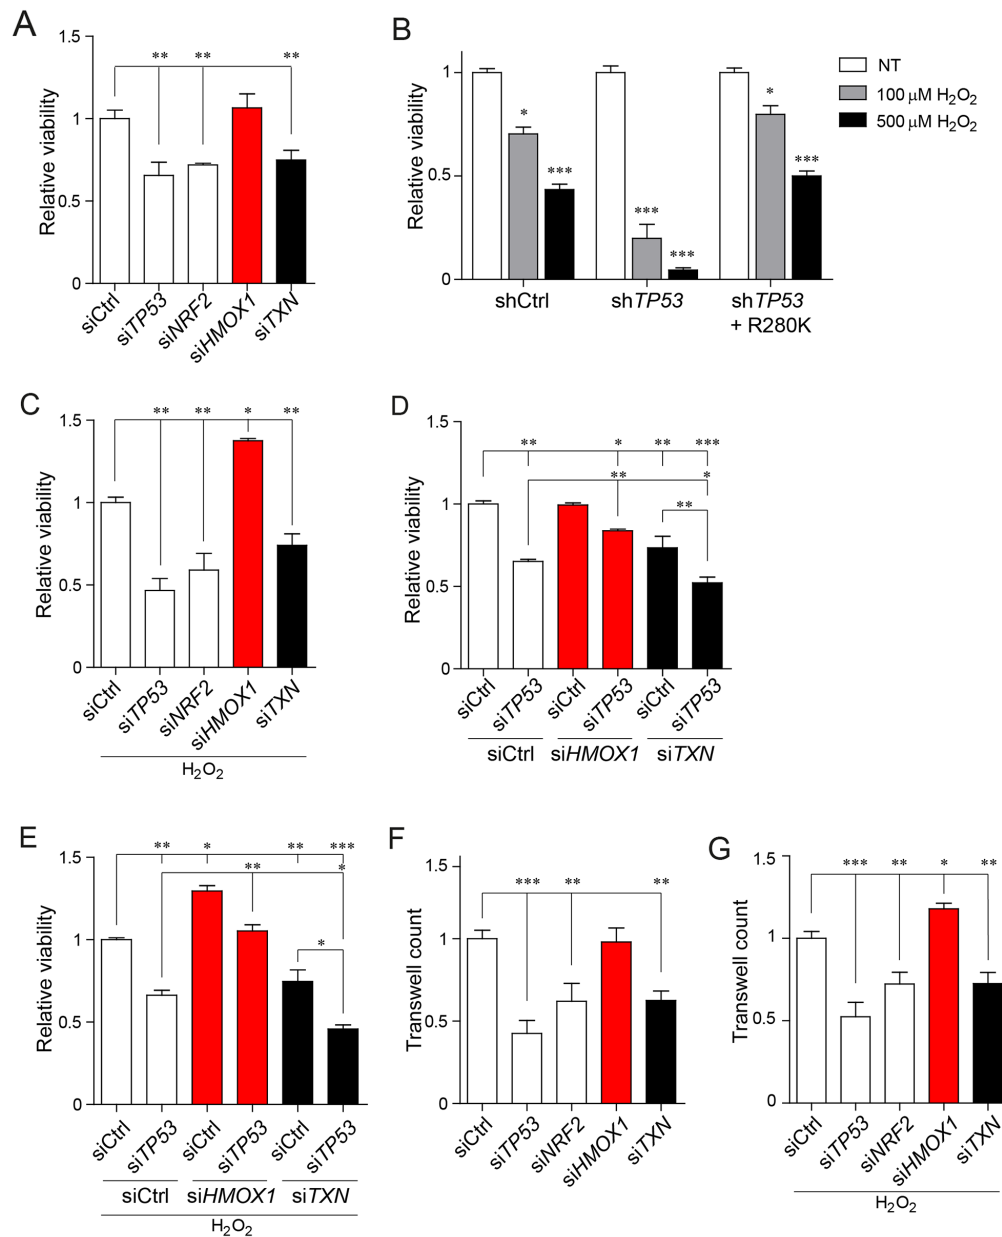 A
Relative viability
1.5
1
0.5
0
** ** **
siCtrl
siTP53
siNRF2
siHMOX1
siTXN
B
Relative viability
1
0.5
0
* *** *** *** * ***
shCtrl
shTP53
shTP53
+ R280K
NT
100 μM H₂O₂
500 μM H₂O₂
C
Relative viability
1.5
1
0.5
0
** ** * **
siCtrl
siTP53
siNRF2
siHMOX1
siTXN
H₂O₂
D
Relative viability
1.5
1
0.5
0
** * ** ***
** *
**
siCtrl
siTP53
siCtrl
siTP53
siCtrl
siTP53
siCtrl siHMOX1 siTXN
E
Relative viability
1.5
1
0.5
0
** * ** ***
** *
*
siCtrl
siTP53
siCtrl
siTP53
siCtrl
siTP53
siCtrl siHMOX1 siTXN
H₂O₂
F
Transwell count
1.5
1
0.5
0
*** ** **
siCtrl
siTP53
siNRF2
siHMOX1
siTXN
G
Transwell count
1.5
1
0.5
0
*** ** * **
siCtrl
siTP53
siNRF2
siHMOX1
siTXN
H₂O₂